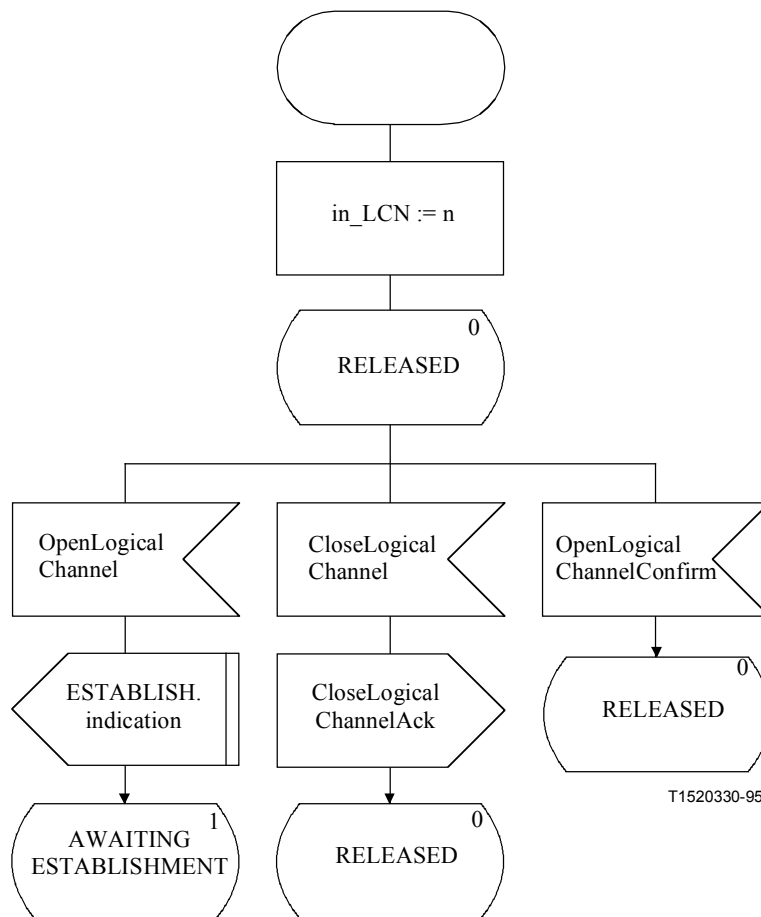 in_LCN := n
0
RELEASED
OpenLogical
Channel
CloseLogical
Channel
OpenLogical
ChannelConfirm
ESTABLISH.
indication
CloseLogical
ChannelAck
0
RELEASED
T1520330-95
1
AWAITING
ESTABLISHMENT
0
RELEASED